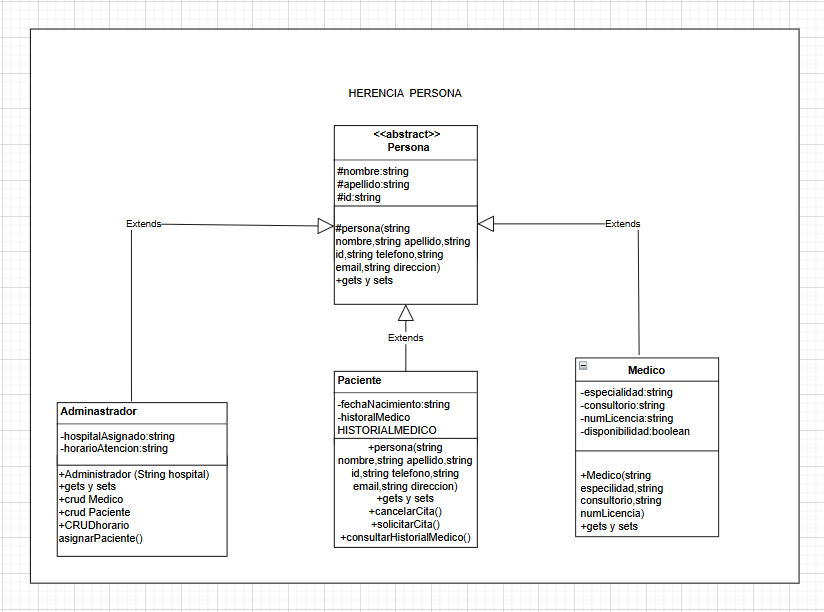 HERENCIA PERSONA
<<abstract>>
Persona
#nombre:string
#apellido:string
#id:string
#persona(string
nombre,string apellido,string
id,string telefono,string
email,string direccion)
+gets y sets
Extends
Extends
Extends
Adminastrador
-hospitalAsignado:string
-horarioAtencion:string
+Administrador (String hospital)
+gets y sets
+crud Medico
+crud Paciente
+CRUDhorario
asignarPaciente()
Paciente
-fechaNacimiento:string
-historalMedico
HISTORIALMEDICO
+persona(string
nombre,string apellido,string
id,string telefono,string
email,string direccion)
+gets y sets
+cancelarCita()
+solicitarCita()
+consultarHistorialMedico()
Medico
-especialidad:string
-consultorio:string
-numLicencia:string
-disponibilidad:boolean
+Medico(string
especilidad,string
consultorio,string
numLicencia)
+gets y sets